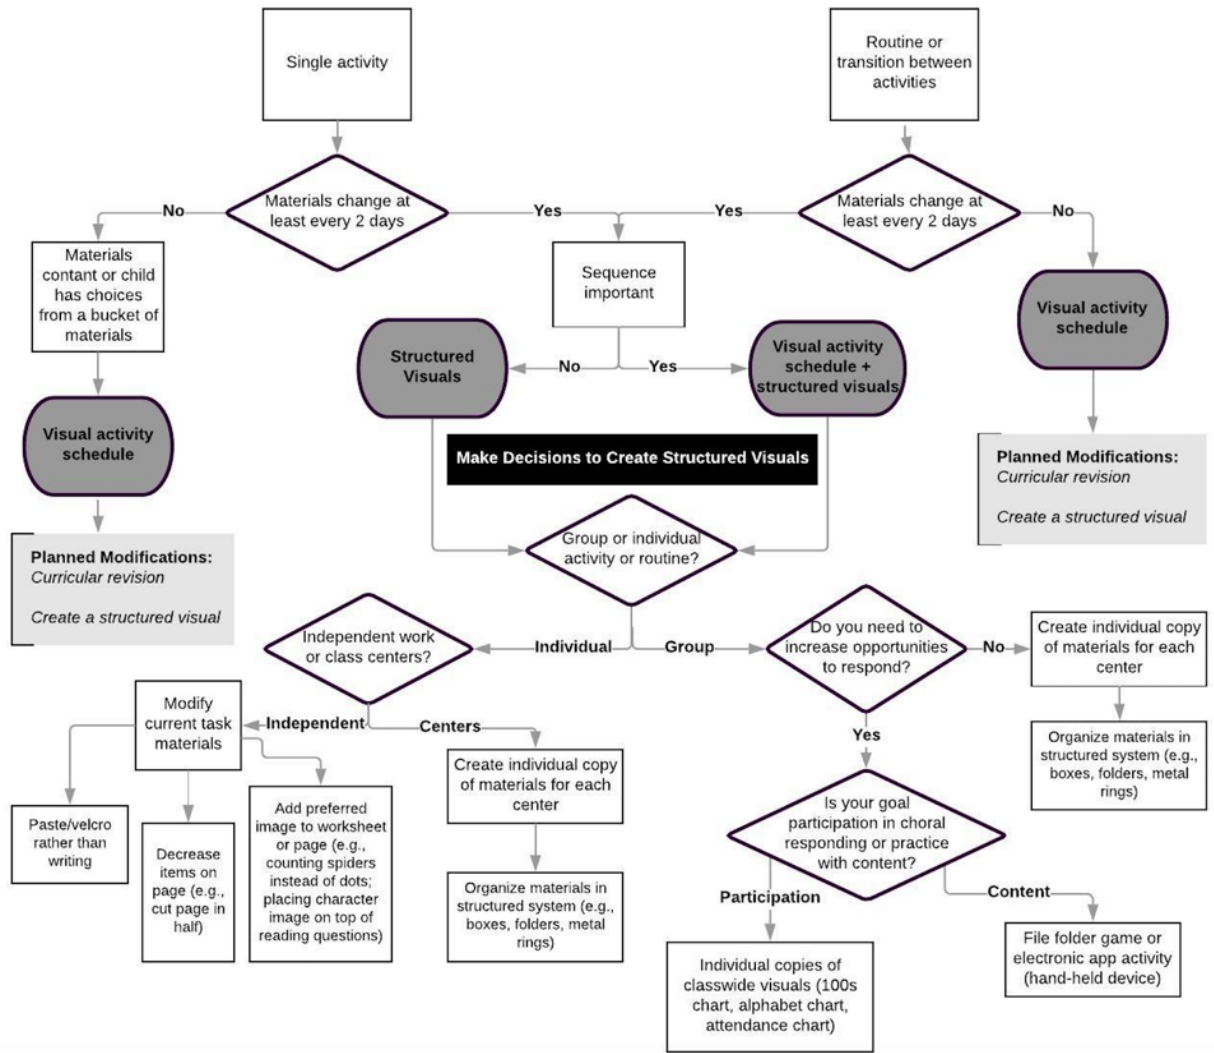 Single activity
Routine or
transition between
activities
Materials change at
least every 2 days
Materials change at
least every 2 days
No
Yes
Yes
No
Materials
contant or child
has choices
from a bucket of
materials
Sequence
important
Visual activity
schedule
Structured
Visuals
No
Yes
Visual activity
schedule +
structured visuals
Visual activity
schedule
Make Decisions to Create Structured Visuals
Planned Modifications:
Curricular revision
Create a structured visual
Planned Modifications:
Curricular revision
Create a structured visual
Group or individual
activity or routine?
Individual
Group
Independent work
or class centers?
Do you need to
increase opportunities
to respond?
No
Create individual copy
of materials for each
center
Organize materials in
structured system (e.g.,
boxes, folders, metal
rings)
Modify
current task
materials
Independent
Centers
Yes
Create individual copy
of materials for each
center
Organize materials in
structured system (e.g.,
boxes, folders, metal
rings)
Paste/velcro
rather than
writing
Decrease
items on
page (e.g.,
cut page in
half)
Add preferred
image to worksheet
or page (e.g.,
counting spiders
instead of dots;
placing character
image on top of
reading questions)
Is your goal
participation in choral
responding or practice
with content?
Participation
Content
Individual copies of
classwide visuals (100s
chart, alphabet chart,
attendance chart)
File folder game or
electronic app activity
(hand-held device)